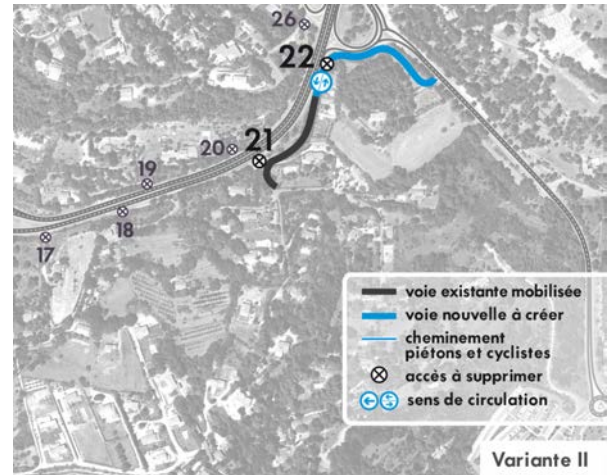 26
22
21
20
19
18
17
voie existante mobilisée
voie nouvelle à créer
cheminement
piétons et cyclistes
accès à supprimer
sens de circulation
Variante II